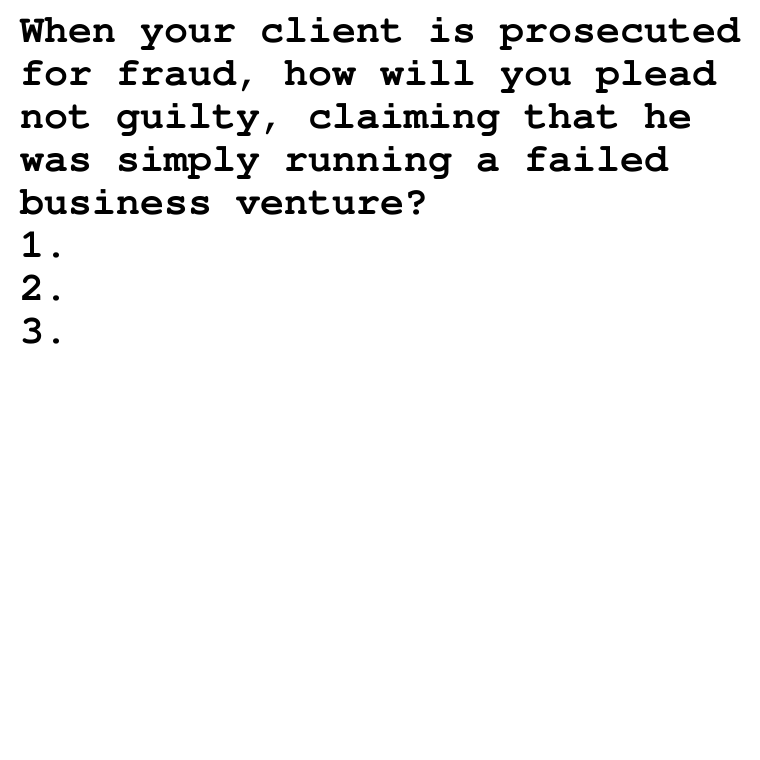 When your client is prosecuted
for fraud, how will you plead
not guilty, claiming that he
was simply running a failed
business venture?
1.
2.
3.